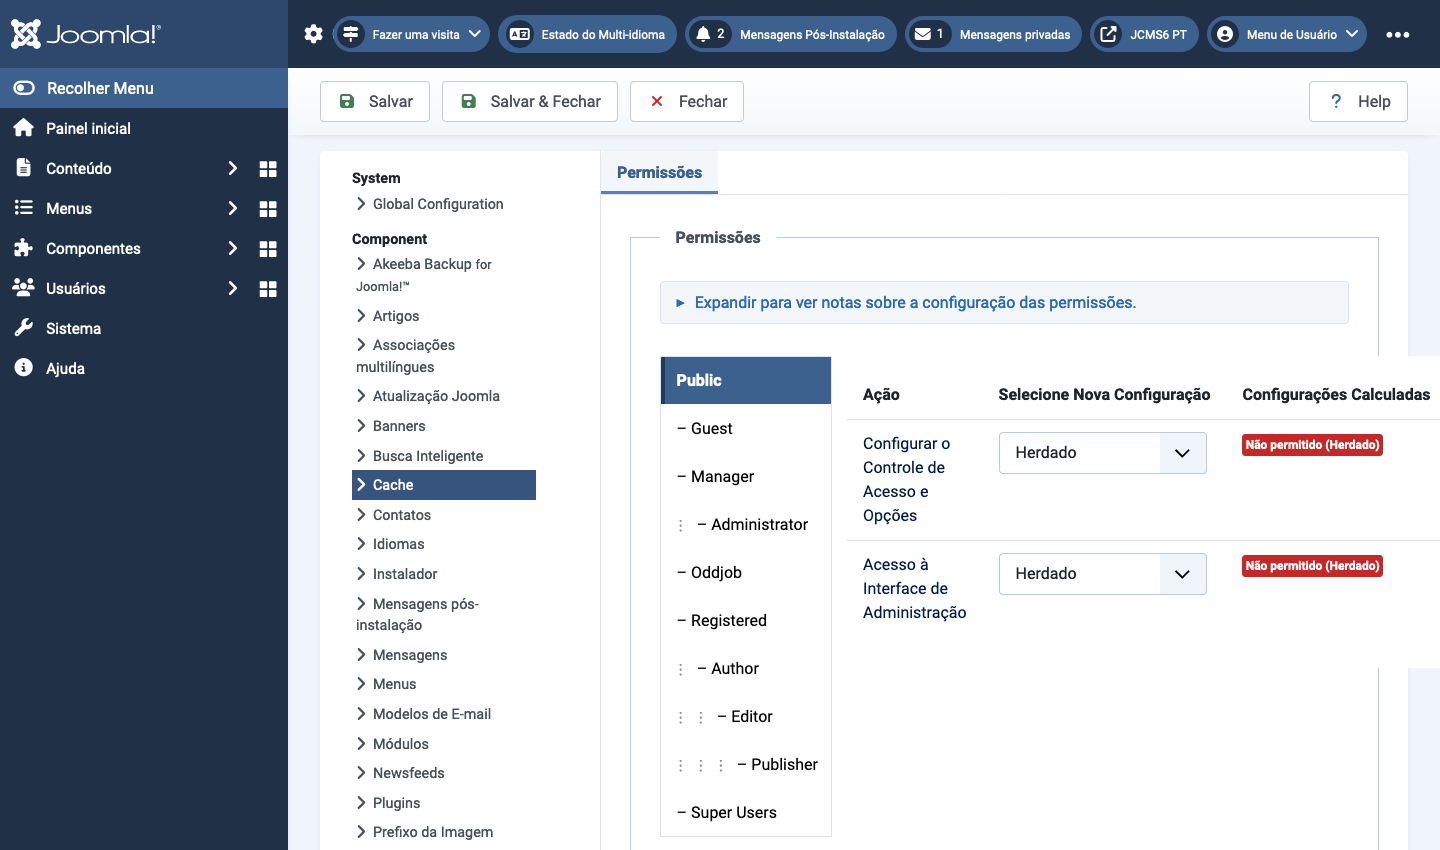 Joomla!®
Fazer uma visita
Estado do Multi-idioma
2 Mensagens Pós-Instalação
1 Mensagens privadas
JCMS6 PT
Menu de Usuário
Recolher Menu
Painel inicial
Conteúdo
Menus
Componentes
Usuários
Sistema
Ajuda
Salvar
Salvar & Fechar
Fechar
? Help
System
Global Configuration
Component
Akeeba Backup for
Joomla!™
Artigos
Associações
multilíngues
Atualização Joomla
Banners
Busca Inteligente
Cache
Contatos
Idiomas
Instalador
Mensagens pós-
instalação
Mensagens
Menus
Modelos de E-mail
Módulos
Newsfeeds
Plugins
Prefixo da Imagem
Permissões
Permissões
Expandir para ver notas sobre a configuração das permissões.
Public
– Guest
– Manager
– Administrator
– Oddjob
– Registered
– Author
– Editor
– Publisher
– Super Users
Ação
Selecione Nova Configuração
Configurações Calculadas
Configurar o
Controle de
Acesso e
Opções
Herdado
Não permitido (Herdado)
Acesso à
Interface de
Administração
Herdado
Não permitido (Herdado)